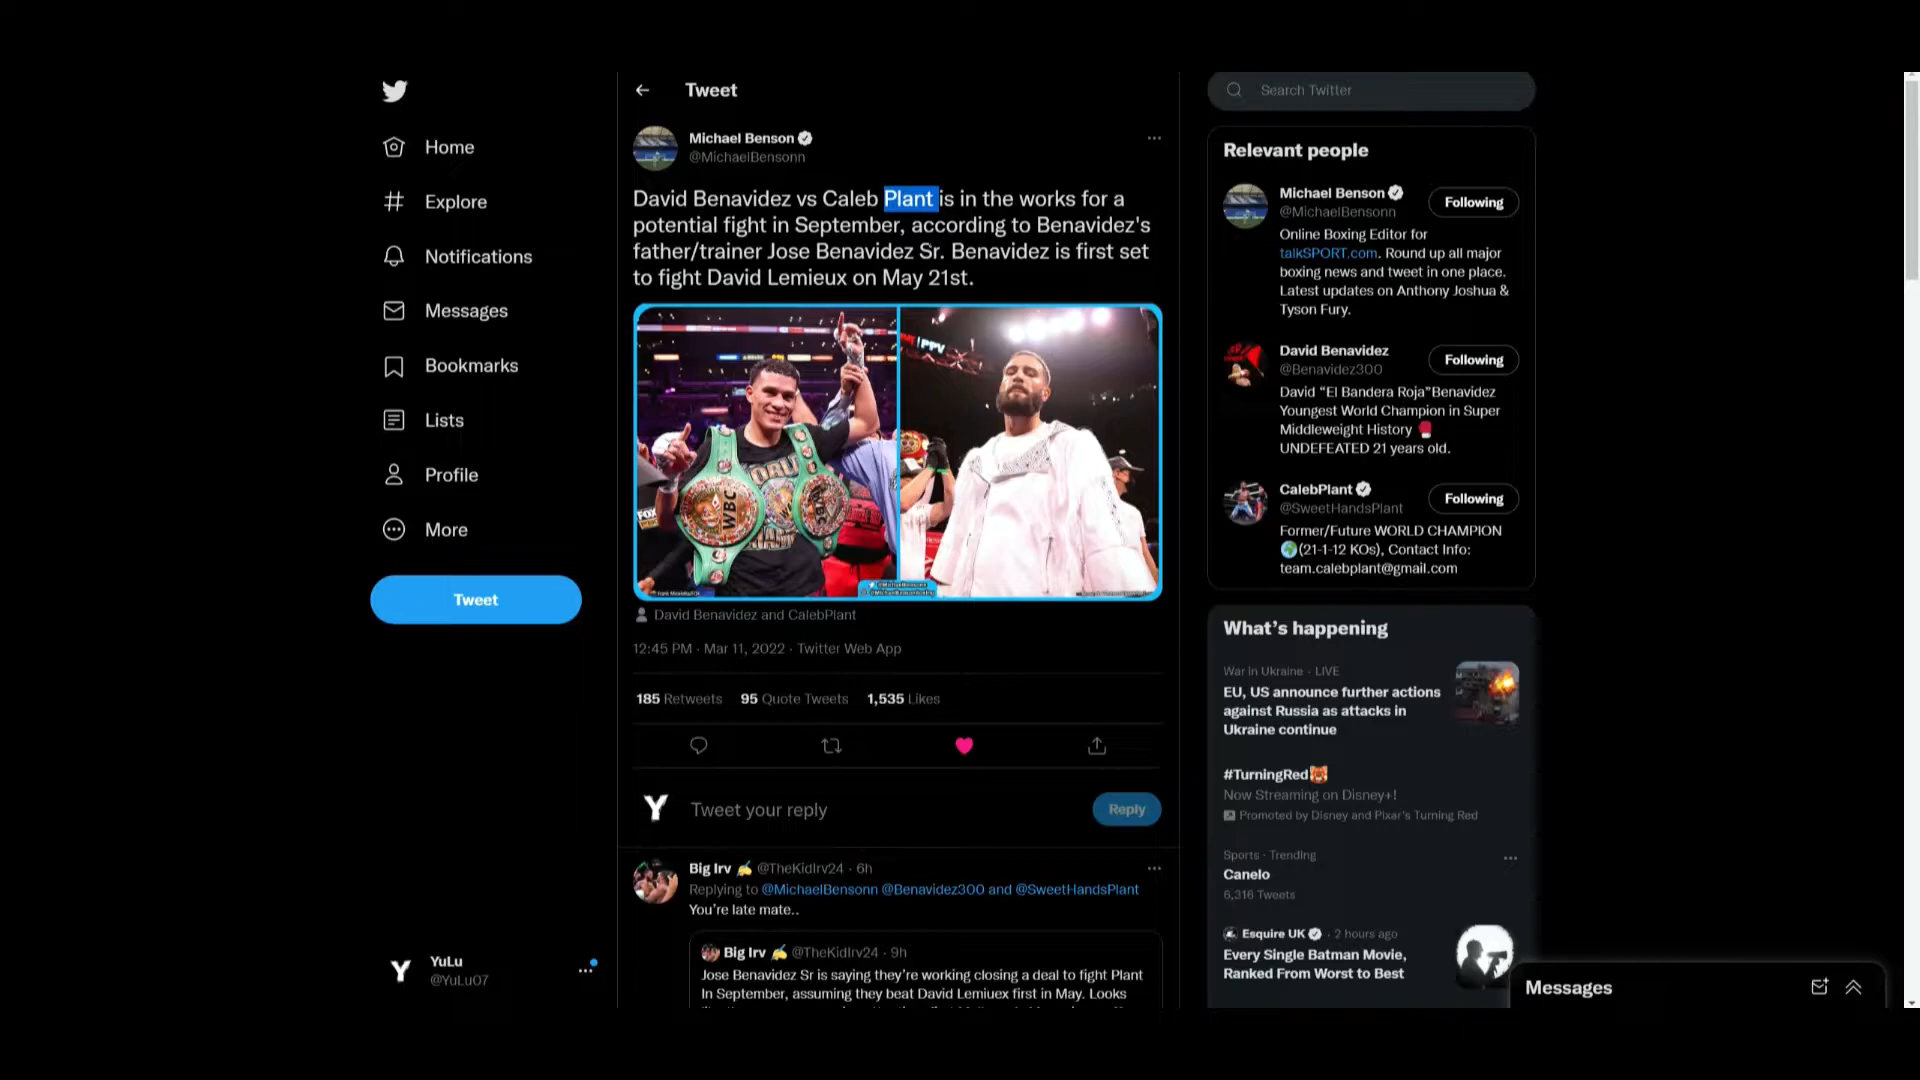 Home
Explore
Notifications
Messages
Bookmarks
Lists
Profile
More
Tweet
YuLu
@YuLu07
Tweet
Michael Benson
@MichaelBensonn
David Benavidez vs Caleb Plant is in the works for a
potential fight in September, according to Benavidez's
father/trainer Jose Benavidez Sr. Benavidez is first set
to fight David Lemieux on May 21st.
WBC
FOX
PPV
David Benavidez and CalebPlant
12:45 PM · Mar 11, 2022 · Twitter Web App
185 Retweets 95 Quote Tweets 1,535 Likes
Tweet your reply
Reply
Big Irv ✍ @TheKidIrv24 · 6h
Replying to @MichaelBensonn @Benavidez300 and @SweetHandsPlant
You're late mate..
Big Irv ✍ @TheKidIrv24 · 9h
Jose Benavidez Sr is saying they're working closing a deal to fight Plant
In September, assuming they beat David Lemiuex first in May. Looks
Search Twitter
Relevant people
Michael Benson
@MichaelBensonn
Following
Online Boxing Editor for
talkSPORT.com. Round up all major
boxing news and tweet in one place.
Latest updates on Anthony Joshua &
Tyson Fury.
David Benavidez
@Benavidez300
Following
David “El Bandera Roja”Benavidez
Youngest World Champion in Super
Middleweight History 🥊
UNDEFEATED 21 years old.
CalebPlant
@SweetHandsPlant
Following
Former/Future WORLD CHAMPION
🌍(21-1-12 KOs), Contact Info:
team.calebplant@gmail.com
What's happening
War in Ukraine · LIVE
EU, US announce further actions
against Russia as attacks in
Ukraine continue
#TurningRed
Now Streaming on Disney+!
Promoted by Disney and Pixar's Turning Red
Sports · Trending
Canelo
6,316 Tweets
Esquire UK · 2 hours ago
Every Single Batman Movie,
Ranked From Worst to Best
Messages